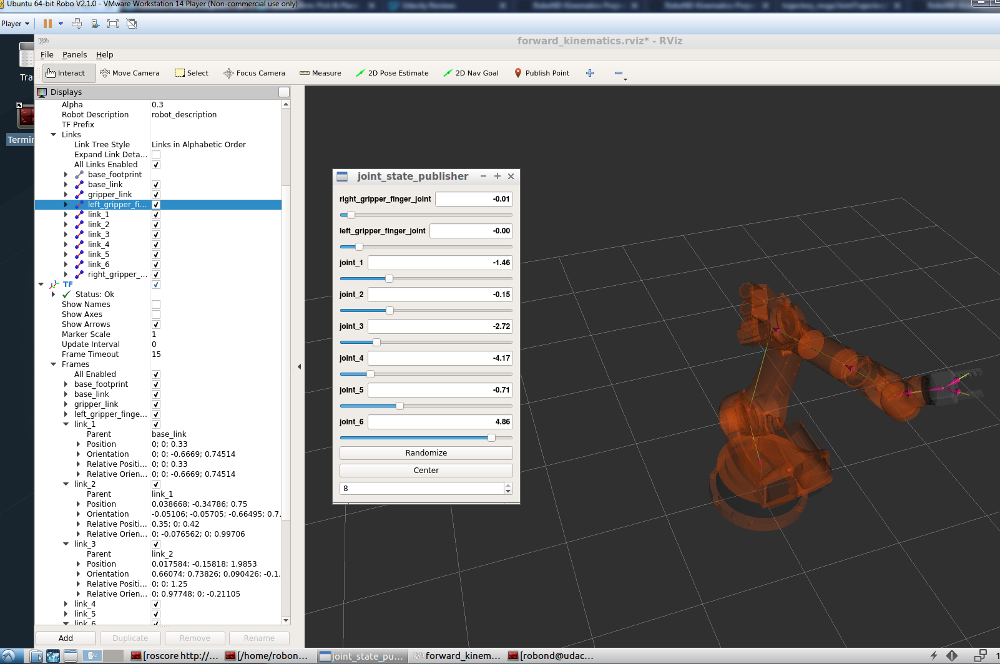 Ubuntu 64-bit Robo V2.1.0 - VMware Workstation 14 Player (Non-commercial use only)
Player
forward_kinematics.rviz* - RViz
File Panels Help
Interact Move Camera Select Focus Camera Measure 2D Pose Estimate 2D Nav Goal Publish Point
Tra
Termin
Displays
Alpha 0.3
Robot Description robot_description
TF Prefix
Links
Link Tree Style Links in Alphabetic Order
Expand Link Deta...
All Links Enabled
base_footprint
base_link
gripper_link
left_gripper_fi...
link_1
link_2
link_3
link_4
link_5
link_6
right_gripper_...
TF
Status: Ok
Show Names
Show Axes
Show Arrows
Marker Scale 1
Update Interval 0
Frame Timeout 15
Frames
All Enabled
base_footprint
base_link
gripper_link
left_gripper_finge...
link_1
Parent base_link
Position 0; 0; 0.33
Orientation 0; 0; -0.6669; 0.74514
Relative Positi... 0; 0; 0.33
Relative Orien... 0; 0; -0.6669; 0.74514
link_2
Parent link_1
Position 0.038668; -0.34786; 0.75
Orientation -0.05106; -0.05705; -0.66495; 0.7.
Relative Positi... 0.35; 0; 0.42
Relative Orien... 0; -0.076562; 0; 0.99706
link_3
Parent link_2
Position 0.017584; -0.15818; 1.9853
Orientation 0.66074; 0.73826; 0.090426; -0.1.
Relative Positi... 0; 0; 1.25
Relative Orien... 0; 0.97748; 0; -0.21105
link_4
link_5
link_6
Add Duplicate Remove Rename
joint_state_publisher
right_gripper_finger_joint -0.01
left_gripper_finger_joint -0.00
joint_1 -1.46
joint_2 -0.15
joint_3 -2.72
joint_4 -4.17
joint_5 -0.71
joint_6 4.86
Randomize
Center
8
[roscore http://... [/home/robon... joint_state_pu... RViz forward_kinem... [robond@udac... 1